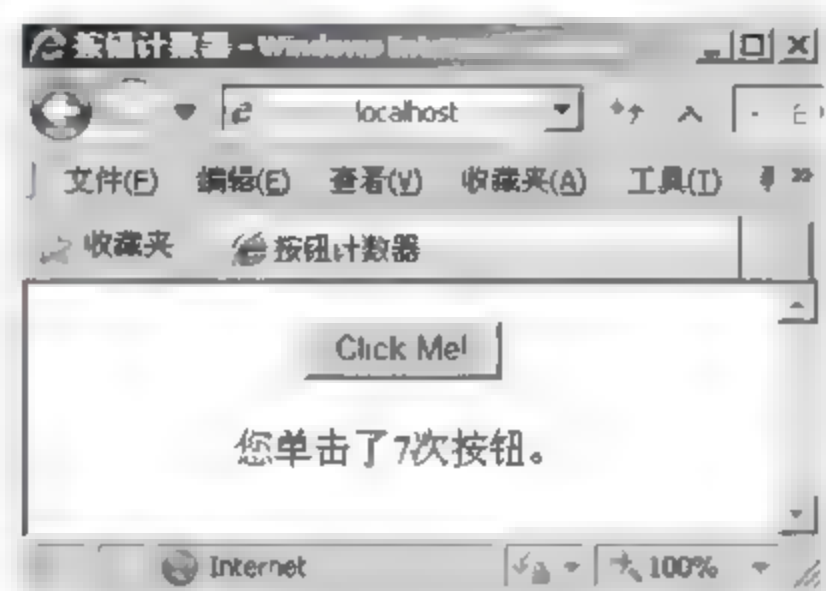 按钮计数器 - Windows
localhost
文件(F) 编辑(E) 查看(V) 收藏夹(A) 工具(T) »
收藏夹 按钮计数器
Click Me!
您单击了7次按钮。
Internet 100%